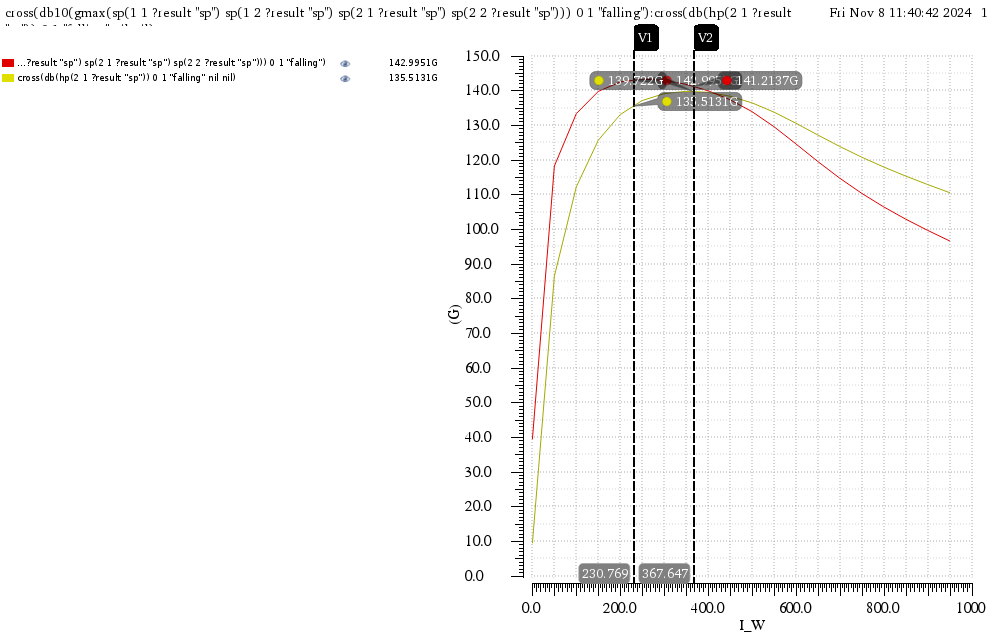 cross(db10(gmax(sp(1 1 ?result "sp") sp(1 2 ?result "sp") sp(2 1 ?result "sp") sp(2 2 ?result "sp"))) 0 1 "falling"):cross(db(hp(2 1 ?result
Fri Nov 8 11:40:42 2024 1
V1
V2
...?result "sp") sp(2 1 ?result "sp") sp(2 2 ?result "sp"))) 0 1 "falling") 142.9951G
cross(db(hp(2 1 ?result "sp")) 0 1 "falling" nil nil) 135.5131G
150.0
139.722G
141.2137G
140.0
135.5131G
130.0
120.0
110.0
100.0
90.0
80.0
(G)
70.0
60.0
50.0
40.0
30.0
20.0
10.0
0.0
230.769
367.647
0.0
200.0
400.0
600.0
800.0
1000
I_W